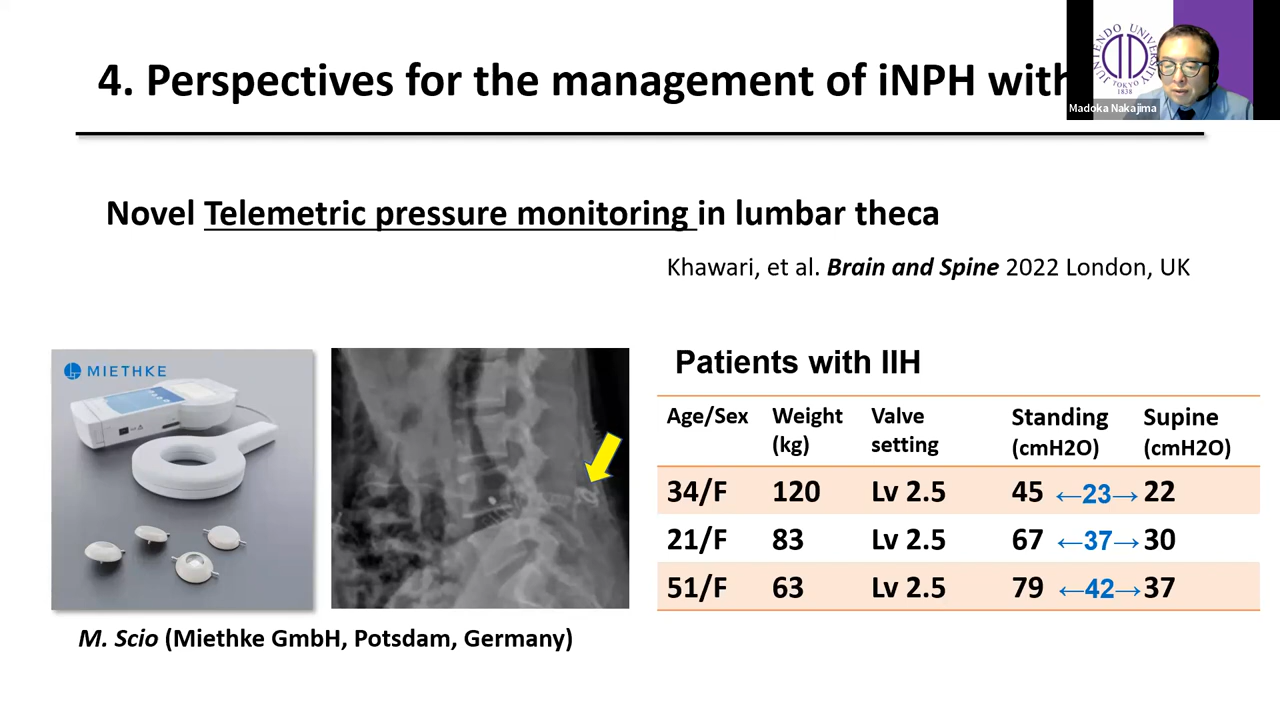 4. Perspectives for the management of iNPH with
JUNTENDO UNIVERSITY
TOKYO
1838
Madoka Nakajima
Novel Telemetric pressure monitoring in lumbar theca
Khawari, et al. Brain and Spine 2022 London, UK
MIETHKE
Patients with IIH
Age/Sex Weight (kg) Valve setting Standing (cmH2O) Supine (cmH2O)
34/F 120 Lv 2.5 45 ←23→ 22
21/F 83 Lv 2.5 67 ←37→ 30
51/F 63 Lv 2.5 79 ←42→ 37
M. Scio (Miethke GmbH, Potsdam, Germany)